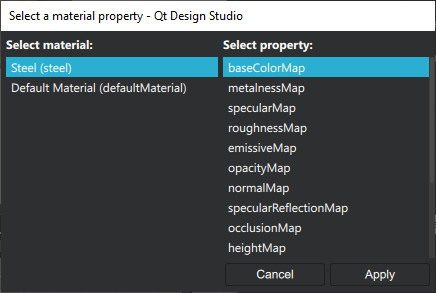 Select a material property - Qt Design Studio
Select material:
Select property:
Steel (steel)
Default Material (defaultMaterial)
baseColorMap
metalnessMap
specularMap
roughnessMap
emissiveMap
opacityMap
normalMap
specularReflectionMap
occlusionMap
heightMap
Cancel
Apply